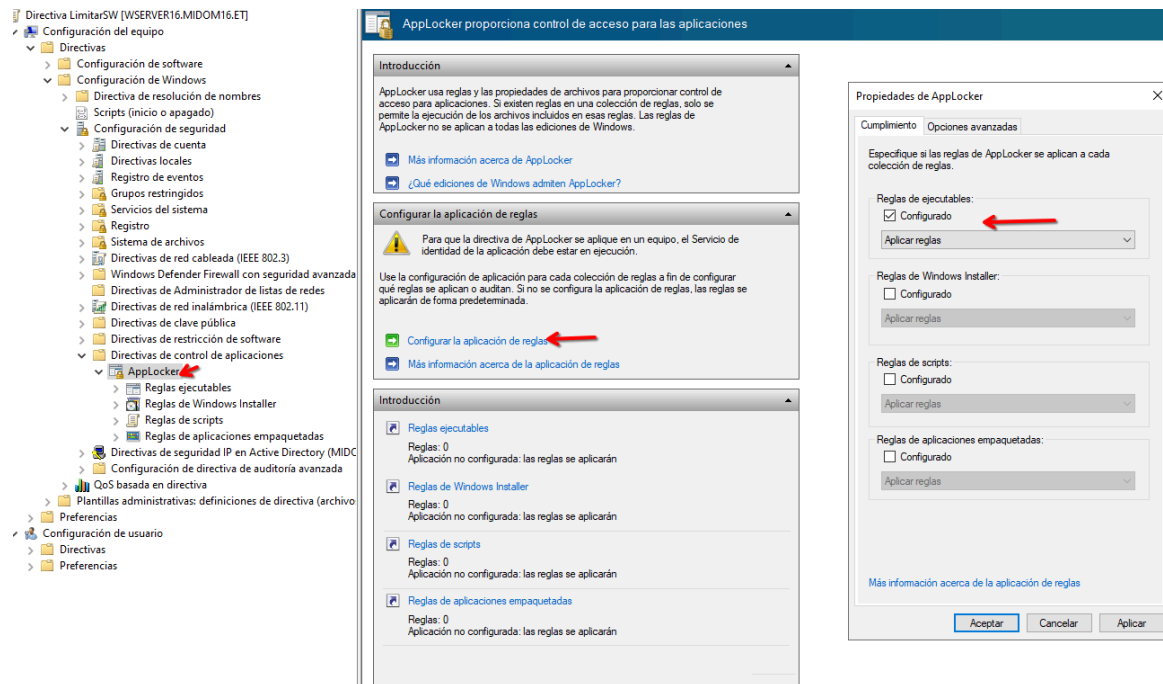 Directiva LimitarSW [WSERVER16.MIDOM16.ET]
Configuración del equipo
Directivas
Configuración de software
Configuración de Windows
Directiva de resolución de nombres
Scripts (inicio o apagado)
Configuración de seguridad
Directivas de cuenta
Directivas locales
Registro de eventos
Grupos restringidos
Servicios del sistema
Registro
Sistema de archivos
Directivas de red cableada (IEEE 802.3)
Windows Defender Firewall con seguridad avanzada
Directivas de Administrador de listas de redes
Directivas de red inalámbrica (IEEE 802.11)
Directivas de clave pública
Directivas de restricción de software
Directivas de control de aplicaciones
AppLocker
Reglas ejecutables
Reglas de Windows Installer
Reglas de scripts
Reglas de aplicaciones empaquetadas
Directivas de seguridad IP en Active Directory (MIDC
Configuración de directiva de auditoría avanzada
QoS basada en directiva
Plantillas administrativas: definiciones de directiva (archivo
Preferencias
Configuración de usuario
Directivas
Preferencias
AppLocker proporciona control de acceso para las aplicaciones
Introducción
AppLocker usa reglas y las propiedades de archivos para proporcionar control de
acceso para aplicaciones. Si existen reglas en una colección de reglas, solo se
permite la ejecución de los archivos incluidos en esas reglas. Las reglas de
AppLocker no se aplican a todas las ediciones de Windows.
Más información acerca de AppLocker
¿Qué ediciones de Windows admiten AppLocker?
Configurar la aplicación de reglas
Para que la directiva de AppLocker se aplique en un equipo, el Servicio de
identidad de la aplicación debe estar en ejecución.
Use la configuración de aplicación para cada colección de reglas a fin de configurar
qué reglas se aplican o auditan. Si no se configura la aplicación de reglas, las reglas se
aplicarán de forma predeterminada.
Configurar la aplicación de reglas
Más información acerca de la aplicación de reglas
Introducción
Reglas ejecutables
Reglas: 0
Aplicación no configurada: las reglas se aplicarán
Reglas de Windows Installer
Reglas: 0
Aplicación no configurada: las reglas se aplicarán
Reglas de scripts
Reglas: 0
Aplicación no configurada: las reglas se aplicarán
Reglas de aplicaciones empaquetadas
Reglas: 0
Aplicación no configurada: las reglas se aplicarán
Propiedades de AppLocker
Cumplimiento Opciones avanzadas
Especifique si las reglas de AppLocker se aplican a cada
colección de reglas.
Reglas de ejecutables:
Configurado
Aplicar reglas
Reglas de Windows Installer:
Configurado
Aplicar reglas
Reglas de scripts:
Configurado
Aplicar reglas
Reglas de aplicaciones empaquetadas:
Configurado
Aplicar reglas
Más información acerca de la aplicación de reglas
Aceptar Cancelar Aplicar